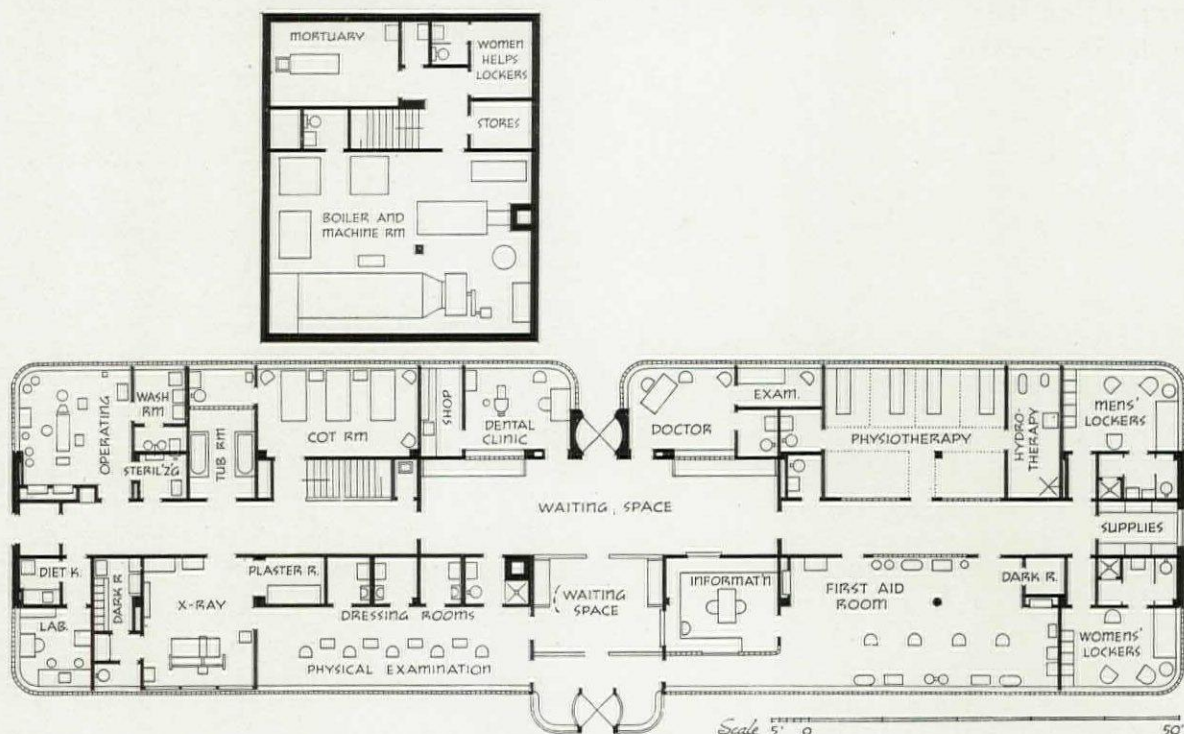 MORTUARY
WOMEN
HELPS
LOCKERS
STORES
BOILER AND
MACHINE RM
OPERATING
WASH
RM
STERIL'Z'G
TUB RM
COT RM
SHOP
DENTAL
CLINIC
DOCTOR
EXAM.
PHYSIOTHERAPY
HYDRO-
THERAPY
MENS'
LOCKERS
WAITING SPACE
SUPPLIES
DIET K.
DARK R
LAB.
X-RAY
PLASTER R.
DRESSING ROOMS
PHYSICAL EXAMINATION
WAITING
SPACE
INFORMAT'N
FIRST AID
ROOM
DARK R.
WOMENS'
LOCKERS
Scale 5' 0 50'